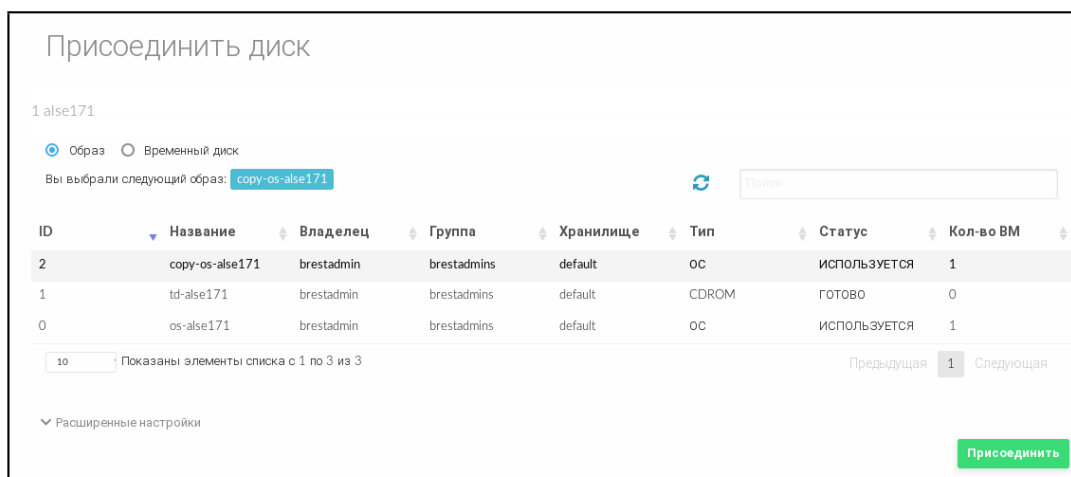 Присоединить диск
1 alse171
Образ Временный диск
Вы выбрали следующий образ: copy-os-alse171 Поиск
ID Название Владелец Группа Хранилище Тип Статус Кол-во ВМ
2 copy-os-alse171 brestadmin brestadmins default ОС ИСПОЛЬЗУЕТСЯ 1
1 td-alse171 brestadmin brestadmins default CDROM ГОТОВО 0
0 os-alse171 brestadmin brestadmins default ОС ИСПОЛЬЗУЕТСЯ 1
10 Показаны элементы списка с 1 по 3 из 3 Предыдущая 1 Следующая
Расширенные настройки
Присоединить